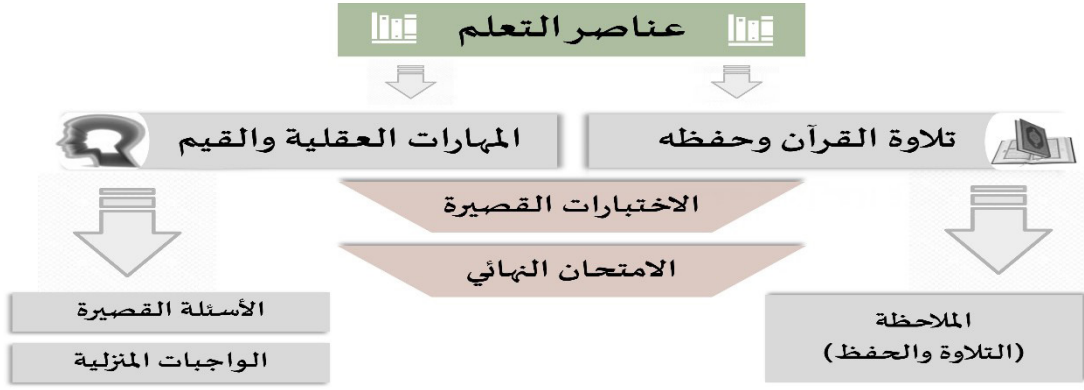 عناصر التعلم
تلاوة القرآن وحفظه
المهارات العقلية والقيم
الاختبارات القصيرة
الامتحان النهائي
الملاحظة
(التلاوة والحفظ)
الأسئلة القصيرة
الواجبات المنزلية